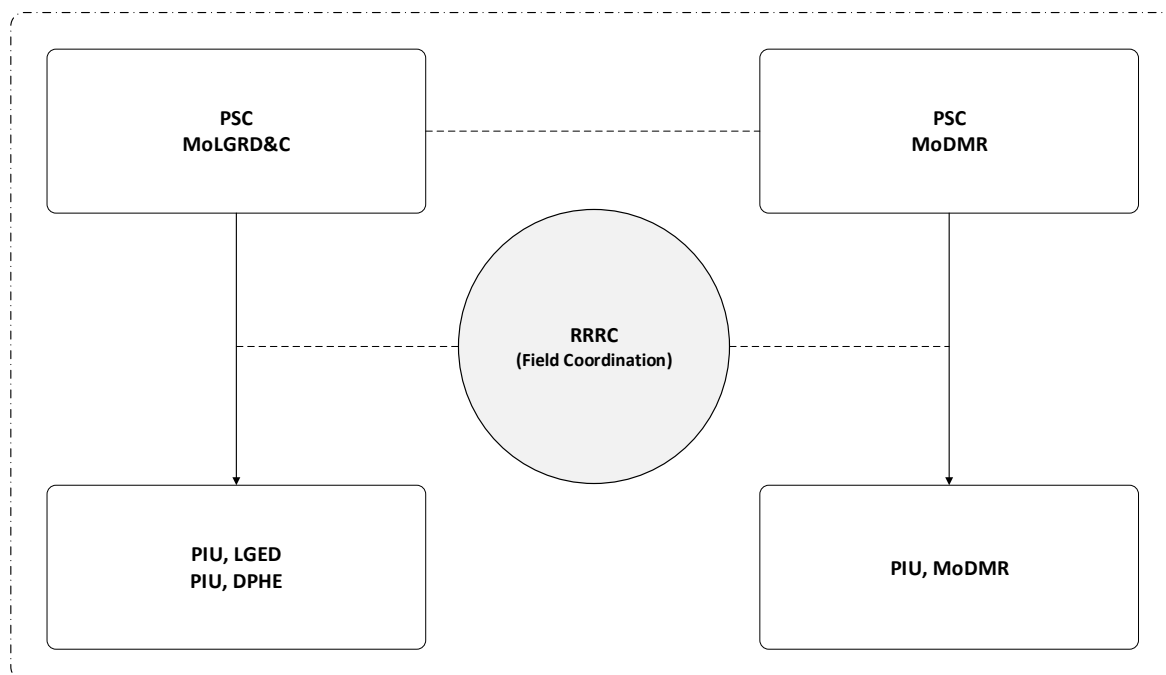 PSC
MoLGRD&C
PSC
MoDMR
RRRC
(Field Coordination)
PIU, LGED
PIU, DPHE
PIU, MoDMR